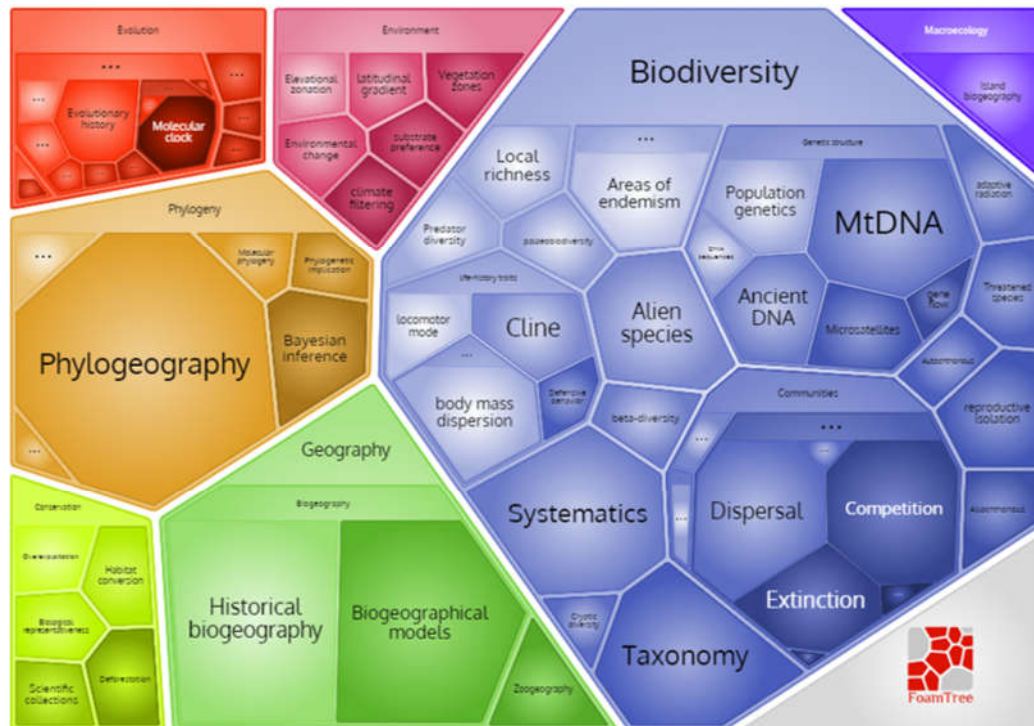 Evolution
...
...
...
Evolutionary
history
Molecular
clock
...
...
...
...
Environment
Elevational
zonation
Latitudinal
gradient
Vegetation
zones
Environmental
change
substrate
preference
climate
filtering
Biodiversity
Local
richness
...
Areas of
endemism
Predator
diversity
palaeobiodiversity
Genetic structure
Population
genetics
MtDNA
DNA
sequences
Ancient
DNA
Microsatellites
gene
flow
adaptive
radiation
Threatened
species
Autochthonous
reproductive
isolation
Life history traits
locomotor
mode
Cline
...
body mass
dispersion
Defensive
behavior
Alien
species
beta-diversity
Communities
...
...
...
...
Dispersal
Competition
Extinction
Systematics
Cryptic
diversity
Taxonomy
Macroecology
Island
biogeography
Phylogeny
...
Molecular
phylogeny
Phylogenetic
implication
Phylogeography
Bayesian
inference
...
Geography
Biogeography
Historical
biogeography
Biogeographical
models
Zoogeography
Conservation
Overexploitation
Habitat
conversion
Biological
representativeness
Scientific
collections
Deforestation
FoamTree